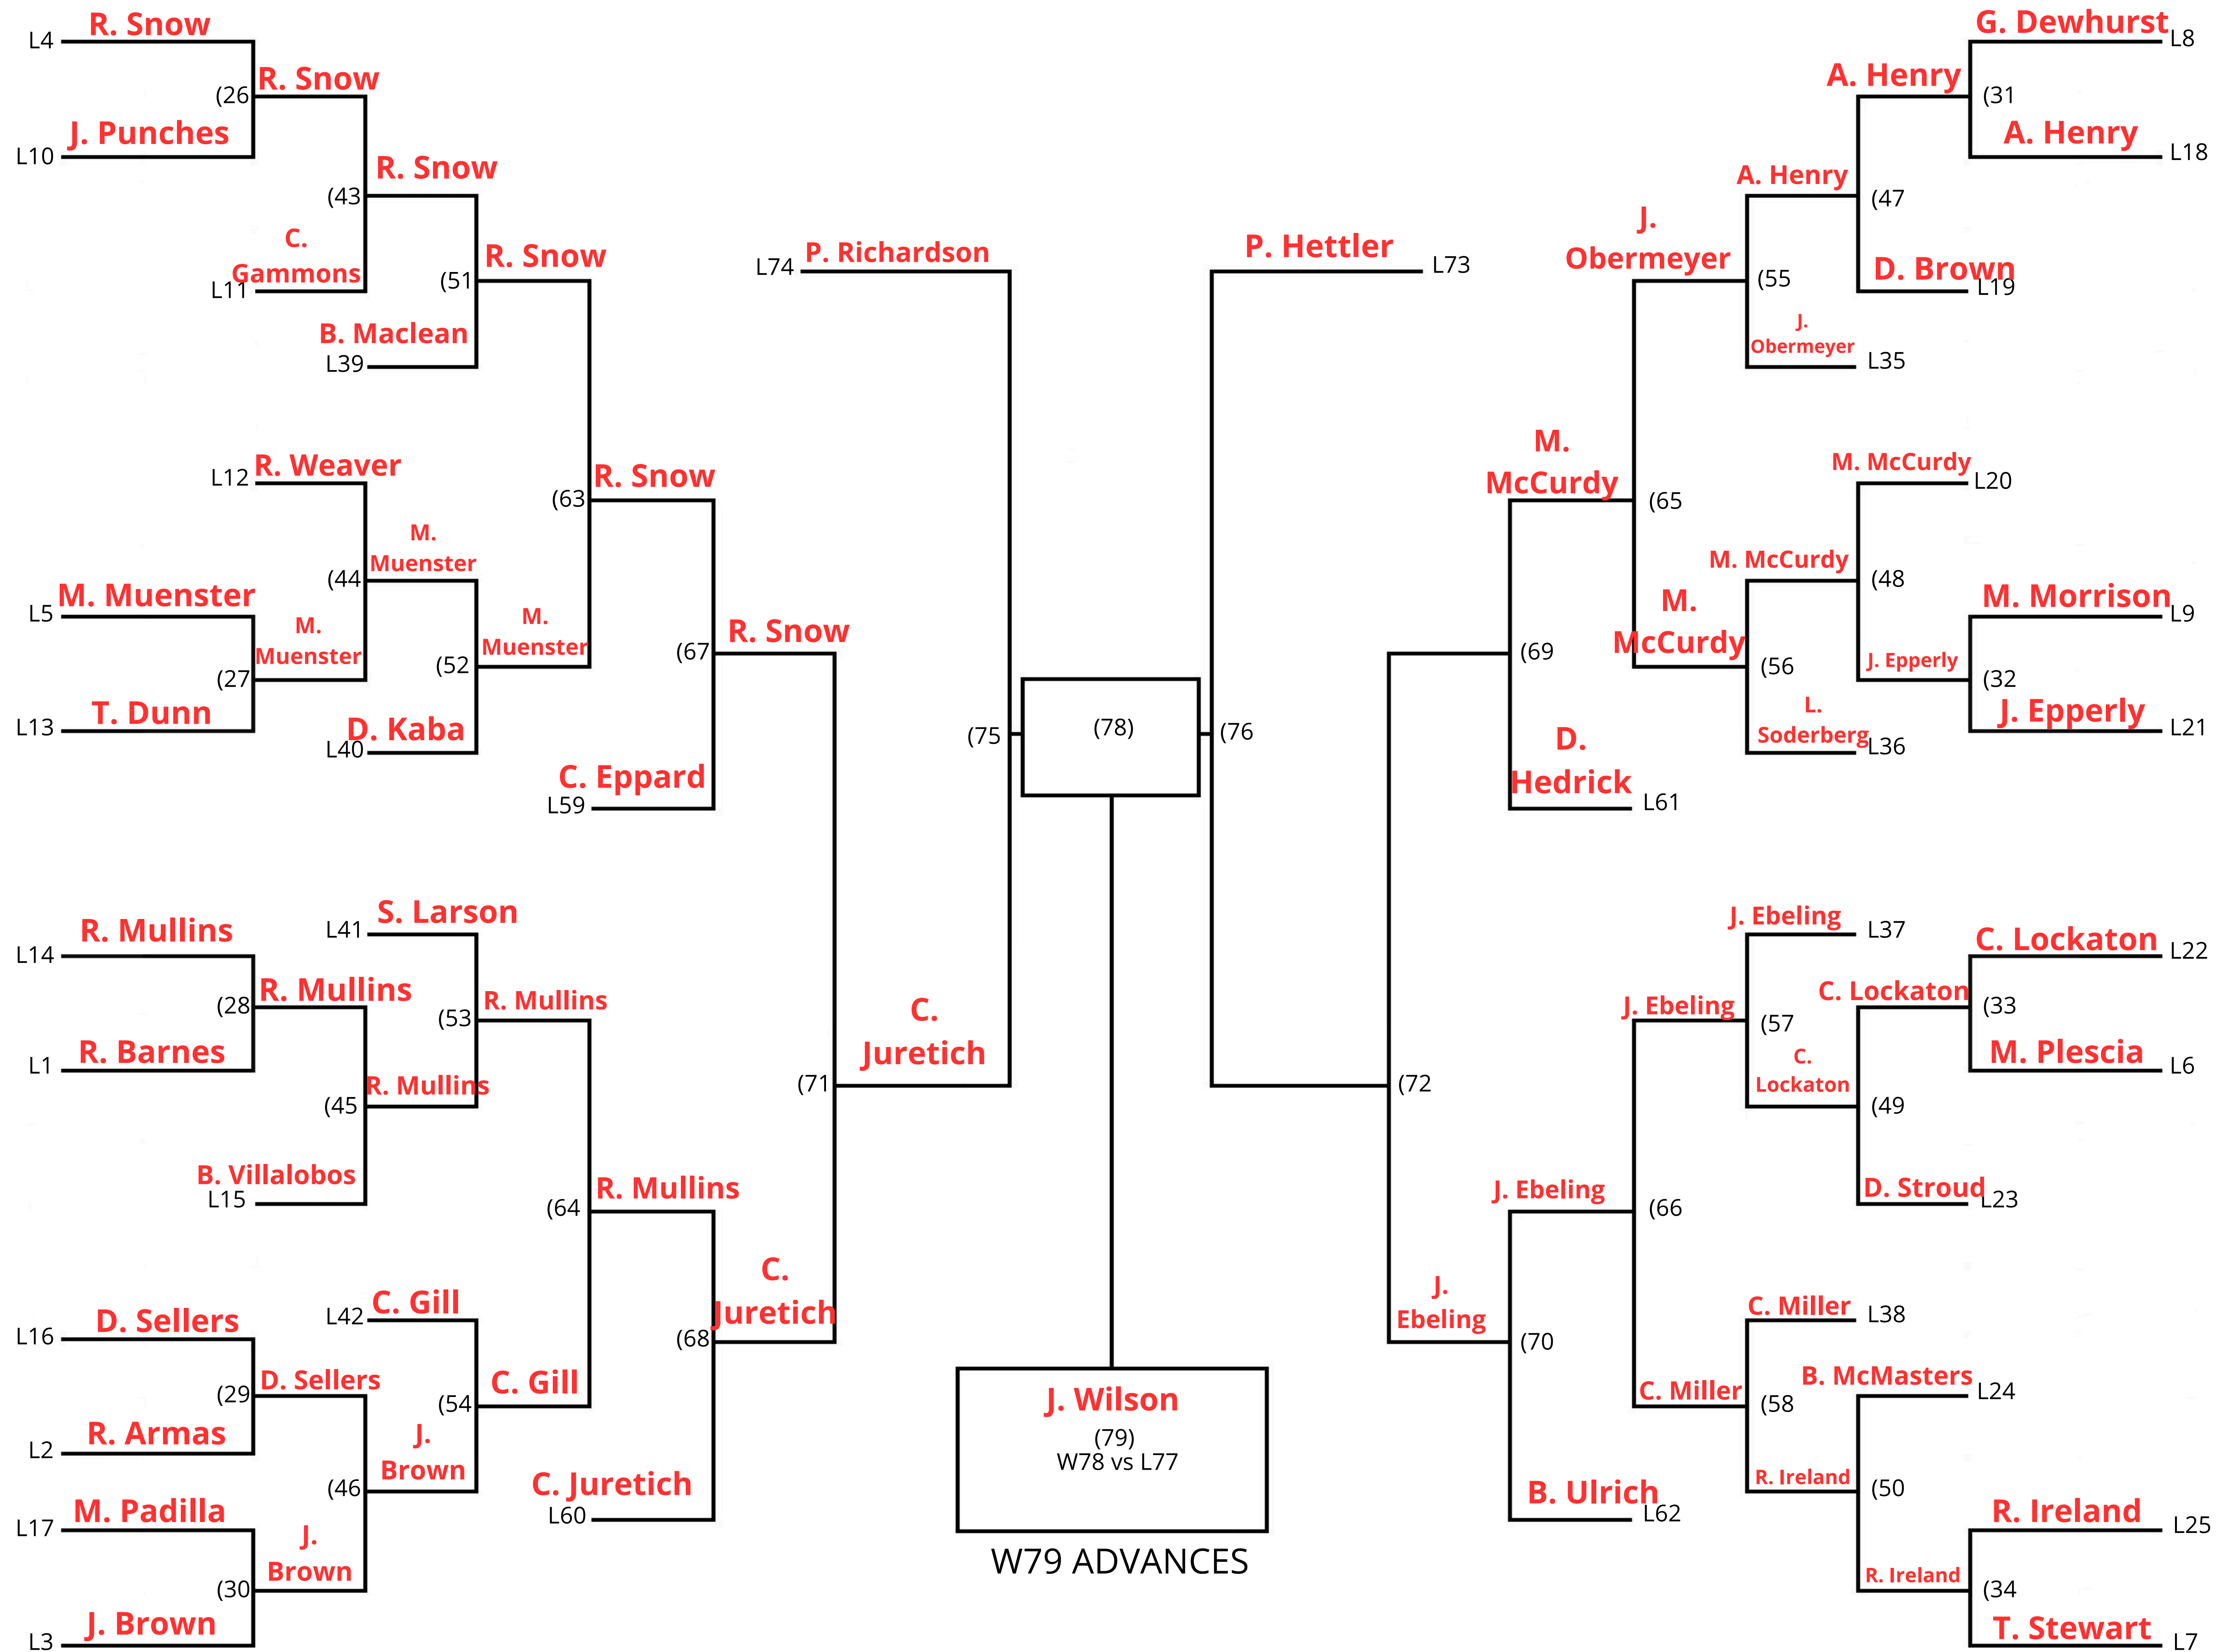 R. Snow
G. Dewhurst
L4
L8
R. Snow
A. Henry
(26
(31
J. Punches
A. Henry
L10
L18
R. Snow
A. Henry
(43
(47
C.
Gammons
L11
J.
Obermeyer
P. Hettler
L73
R. Snow
P. Richardson
L74
D. Brown
L19
(51
(55
B. Maclean
L39
J.
Obermeyer
L35
R. Weaver
L12
M.
McCurdy
M. McCurdy
L20
R. Snow
(63
(65
M.
Muenster
(44
M. McCurdy
(48
M. Muenster
L5
M. Morrison
L9
M.
Muenster
(27
M.
Muenster
(52
R. Snow
(67
M.
McCurdy
(56
(69
J. Epperly
(32
T. Dunn
L13
D. Kaba
L40
(75
(78)
(76
L.
Soderberg
L36
J. Epperly
L21
C. Eppard
L59
D.
Hedrick
L61
S. Larson
L41
J. Ebeling
L37
R. Mullins
L14
C. Lockaton
L22
R. Mullins
(28
R. Mullins
(53
J. Ebeling
(57
C. Lockaton
(33
R. Barnes
L1
C.
Juretich
(71
(72
C.
Lockaton
(49
M. Plescia
L6
R. Mullins
(45
B. Villalobos
L15
R. Mullins
(64
J. Ebeling
(66
D. Stroud
L23
D. Sellers
L16
C. Gill
L42
C.
Juretich
(68
J.
Ebeling
(70
C. Miller
L38
D. Sellers
(29
C. Gill
(54
J. Wilson
(79)
W78 vs L77
C. Miller
(58
B. McMasters
L24
R. Armas
L2
J.
Brown
(46
C. Juretich
L60
B. Ulrich
L62
R. Ireland
(50
M. Padilla
L17
R. Ireland
L25
J.
Brown
(30
W79 ADVANCES
R. Ireland
(34
J. Brown
L3
T. Stewart
L7